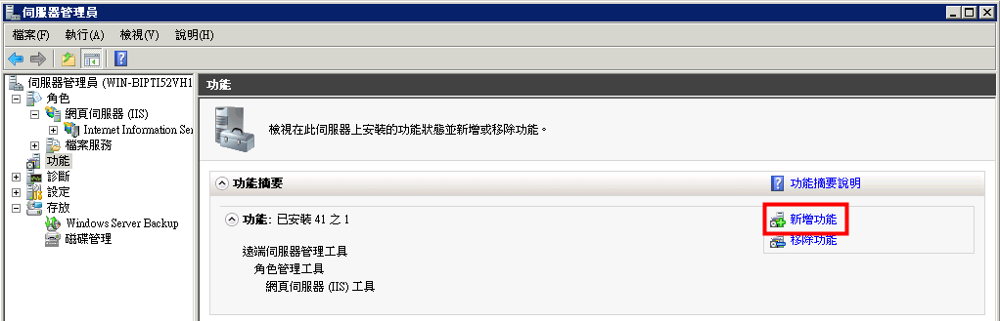 伺服器管理員
檔案(F) 執行(A) 檢視(V) 說明(H)
伺服器管理員 (WIN-BIPTI52VH1
角色
網頁伺服器 (IIS)
Internet Information Ser
檔案服務
功能
診斷
設定
存放
Windows Server Backup
磁碟管理
功能
檢視在此伺服器上安裝的功能狀態並新增或移除功能。
功能摘要
功能摘要說明
功能: 已安裝 41 之 1
新增功能
移除功能
遠端伺服器管理工具
角色管理工具
網頁伺服器 (IIS) 工具